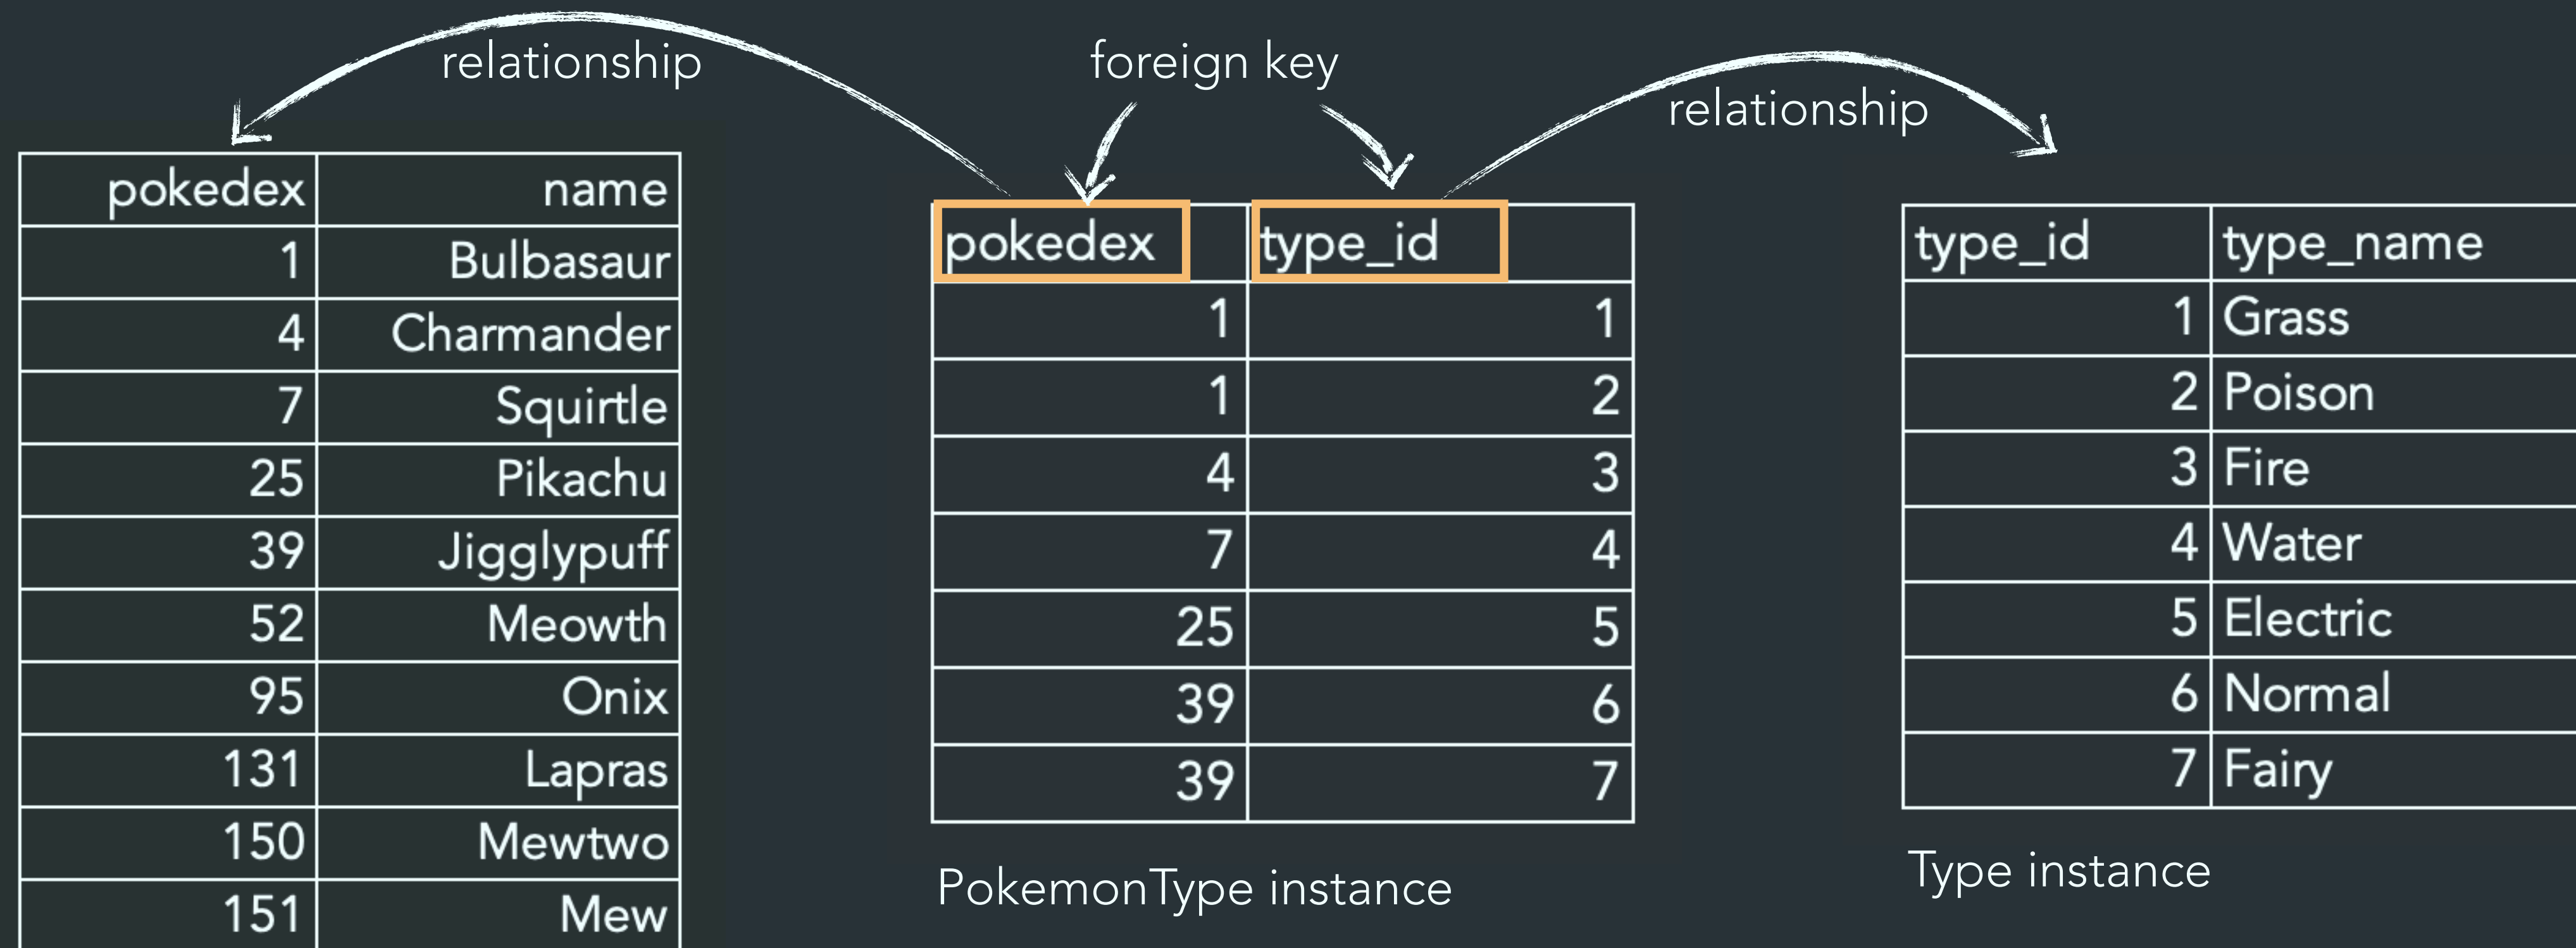 relationship
foreign key
relationship
pokedex name
1 Bulbasaur
4 Charmander
7 Squirtle
25 Pikachu
39 Jigglypuff
52 Meowth
95 Onix
131 Lapras
150 Mewtwo
151 Mew
pokedex type_id
1 1
1 2
4 3
7 4
25 5
39 6
39 7
PokemonType instance
type_id type_name
1 Grass
2 Poison
3 Fire
4 Water
5 Electric
6 Normal
7 Fairy
Type instance